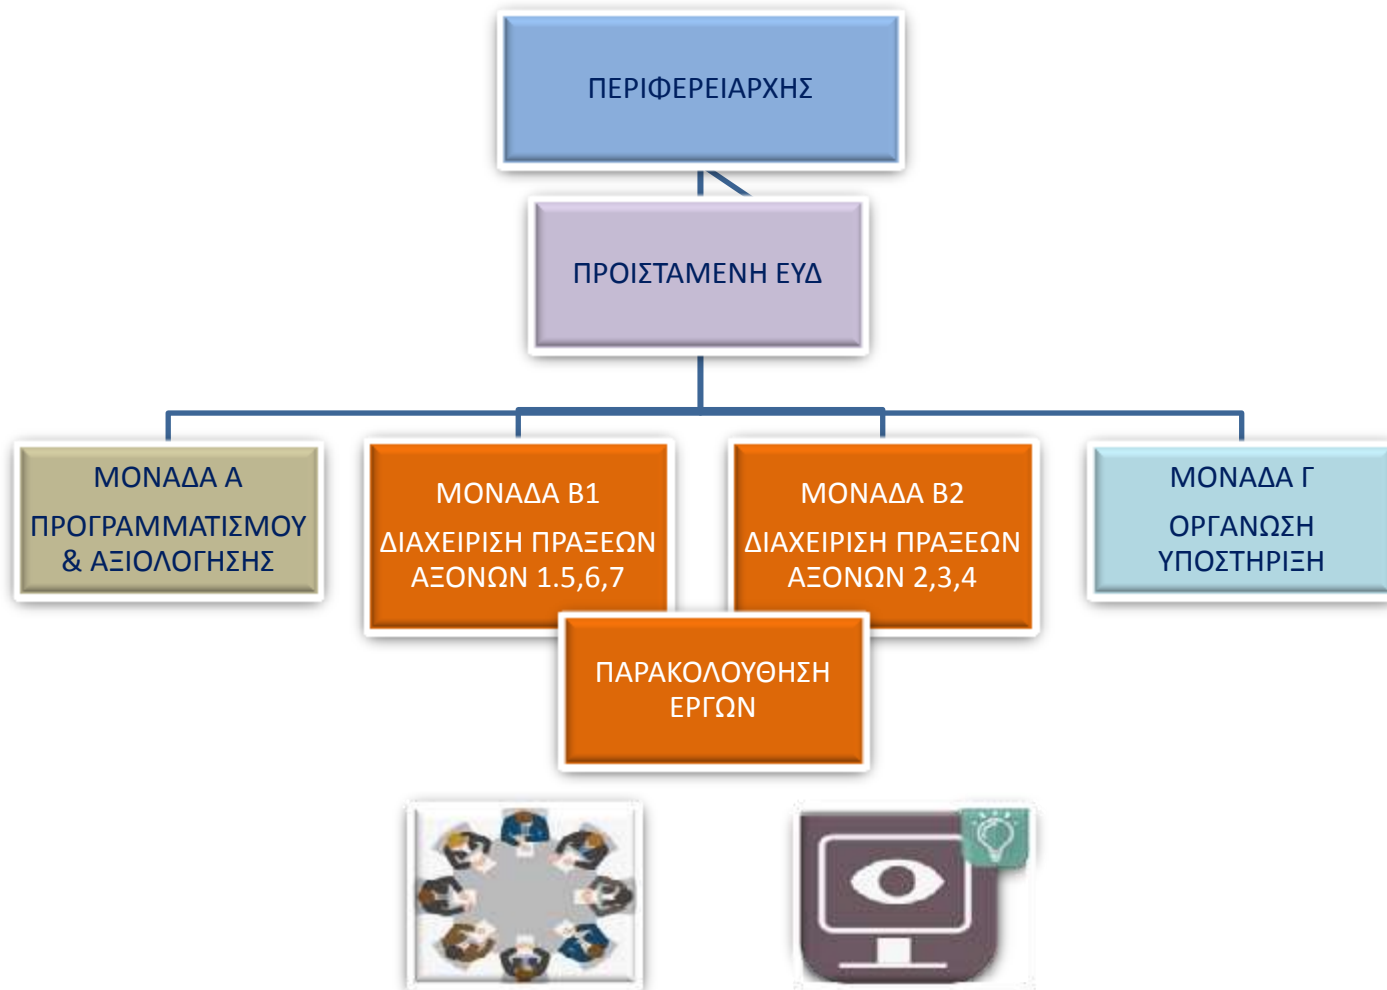 ΠΕΡΙΦΕΡΕΙΑΡΧΗΣ
ΠΡΟΙΣΤΑΜΕΝΗ ΕΥΔ
ΜΟΝΑΔΑ Α
ΠΡΟΓΡΑΜΜΑΤΙΣΜΟΥ
& ΑΞΙΟΛΟΓΗΣΗΣ
ΜΟΝΑΔΑ Β1
ΔΙΑΧΕΙΡΙΣΗ ΠΡΑΞΕΩΝ
ΑΞΟΝΩΝ 1.5,6,7
ΜΟΝΑΔΑ Β2
ΔΙΑΧΕΙΡΙΣΗ ΠΡΑΞΕΩΝ
ΑΞΟΝΩΝ 2,3,4
ΜΟΝΑΔΑ Γ
ΟΡΓΑΝΩΣΗ
ΥΠΟΣΤΗΡΙΞΗ
ΠΑΡΑΚΟΛΟΥΘΗΣΗ
ΕΡΓΩΝ